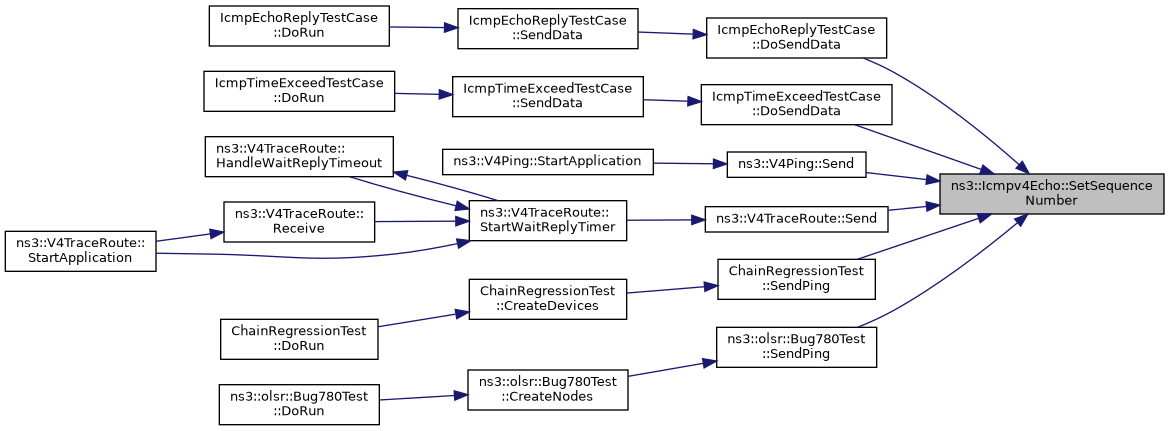 IcmpEchoReplyTestCase
::DoRun
IcmpEchoReplyTestCase
::SendData
IcmpEchoReplyTestCase
::DoSendData
IcmpTimeExceedTestCase
::DoRun
IcmpTimeExceedTestCase
::SendData
IcmpTimeExceedTestCase
::DoSendData
ns3::V4TraceRoute::
HandleWaitReplyTimeout
ns3::V4Ping::StartApplication
ns3::V4Ping::Send
ns3::Icmpv4Echo::SetSequence
Number
ns3::V4TraceRoute::
Receive
ns3::V4TraceRoute::
StartWaitReplyTimer
ns3::V4TraceRoute::Send
ns3::V4TraceRoute::
StartApplication
ChainRegressionTest
::SendPing
ChainRegressionTest
::CreateDevices
ChainRegressionTest
::DoRun
ns3::olsr::Bug780Test
::SendPing
ns3::olsr::Bug780Test
::CreateNodes
ns3::olsr::Bug780Test
::DoRun